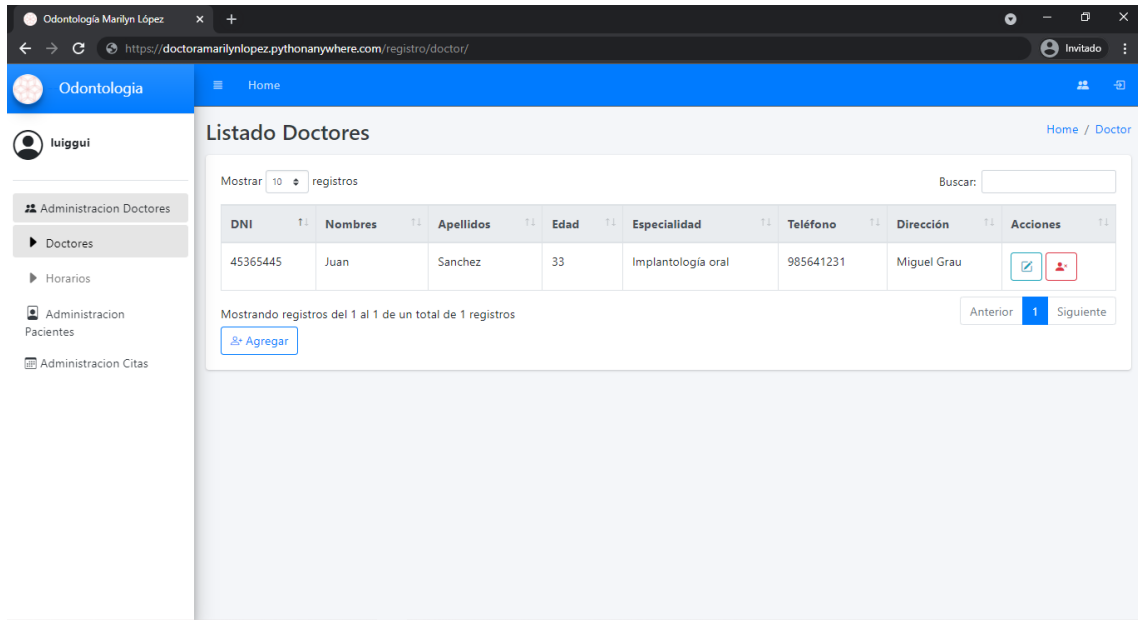 Odontología Marilyn López
https://doctoramarilynlopez.pythonanywhere.com/registro/doctor/
Invitado
Odontologia
Home
luiggui
Administracion Doctores
Doctores
Horarios
Administracion
Pacientes
Administracion Citas
Listado Doctores
Home / Doctor
Mostrar 10 registros
Buscar:
DNI Nombres Apellidos Edad Especialidad Teléfono Dirección Acciones
45365445 Juan Sanchez 33 Implantología oral 985641231 Miguel Grau
Mostrando registros del 1 al 1 de un total de 1 registros
Anterior 1 Siguiente
Agregar